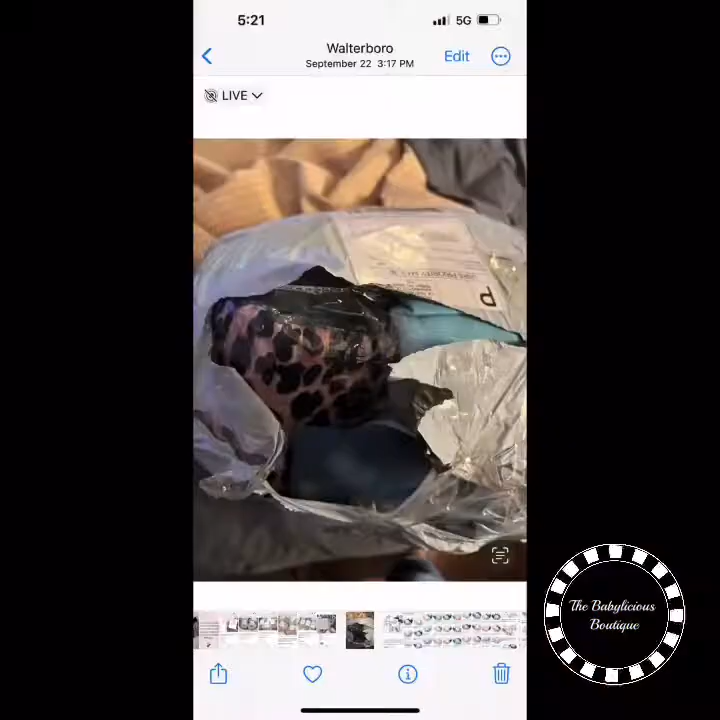 5:21
5G
Walterboro
September 22 3:17 PM
Edit
LIVE
P
The Babylicious
Boutique